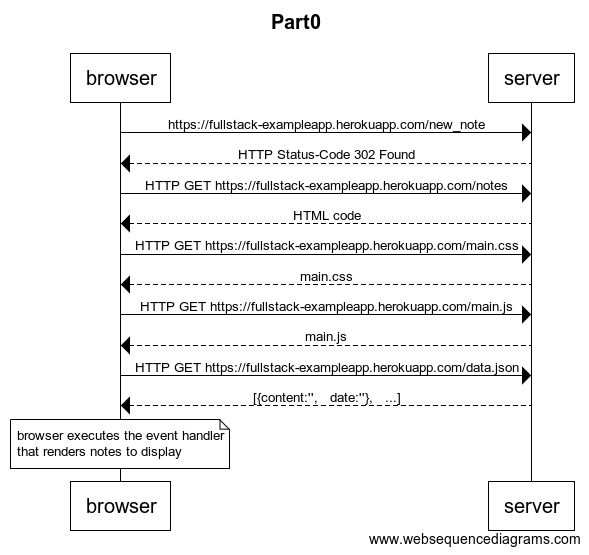 Part0
browser
server
https://fullstack-exampleapp.herokuapp.com/new_note
HTTP Status-Code 302 Found
HTTP GET https://fullstack-exampleapp.herokuapp.com/notes
HTML code
HTTP GET https://fullstack-exampleapp.herokuapp.com/main.css
main.css
HTTP GET https://fullstack-exampleapp.herokuapp.com/main.js
main.js
HTTP GET https://fullstack-exampleapp.herokuapp.com/data.json
[{content:'', date:''}, ...]
browser executes the event handler
that renders notes to display
browser
server
www.websequencediagrams.com